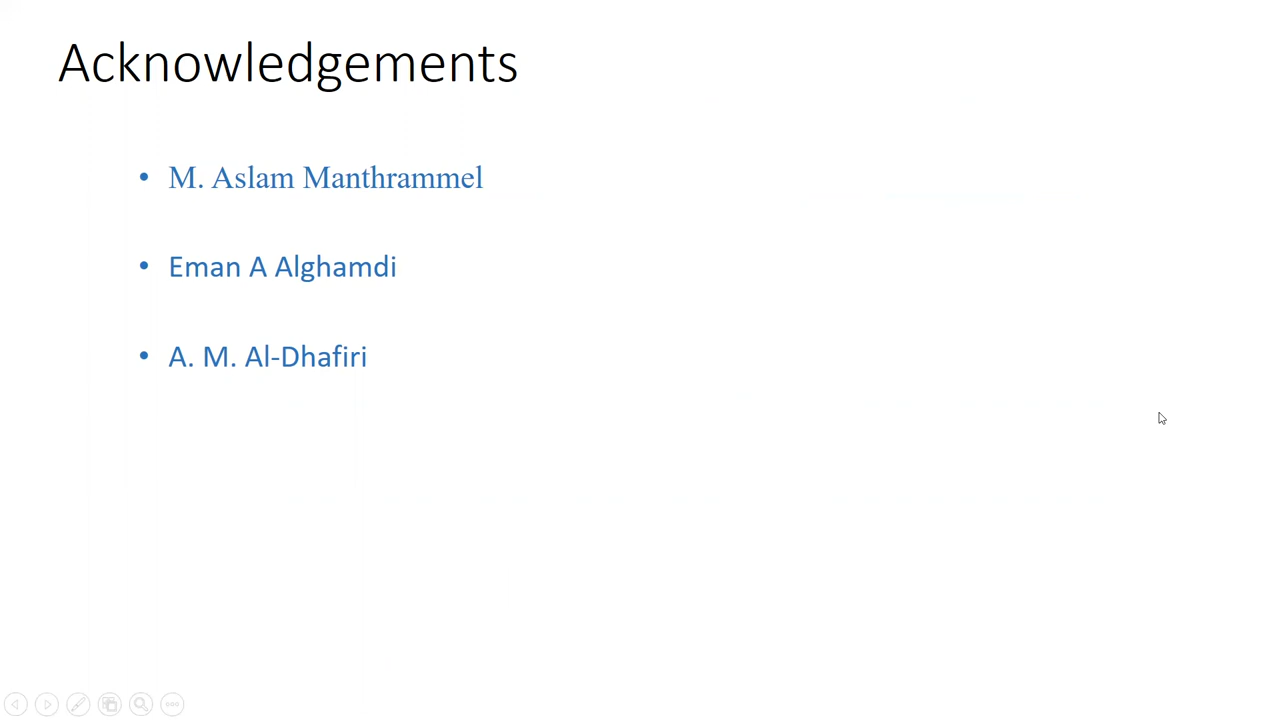 Acknowledgements
• M. Aslam Manthrammel
• Eman A Alghamdi
• A. M. Al-Dhafiri